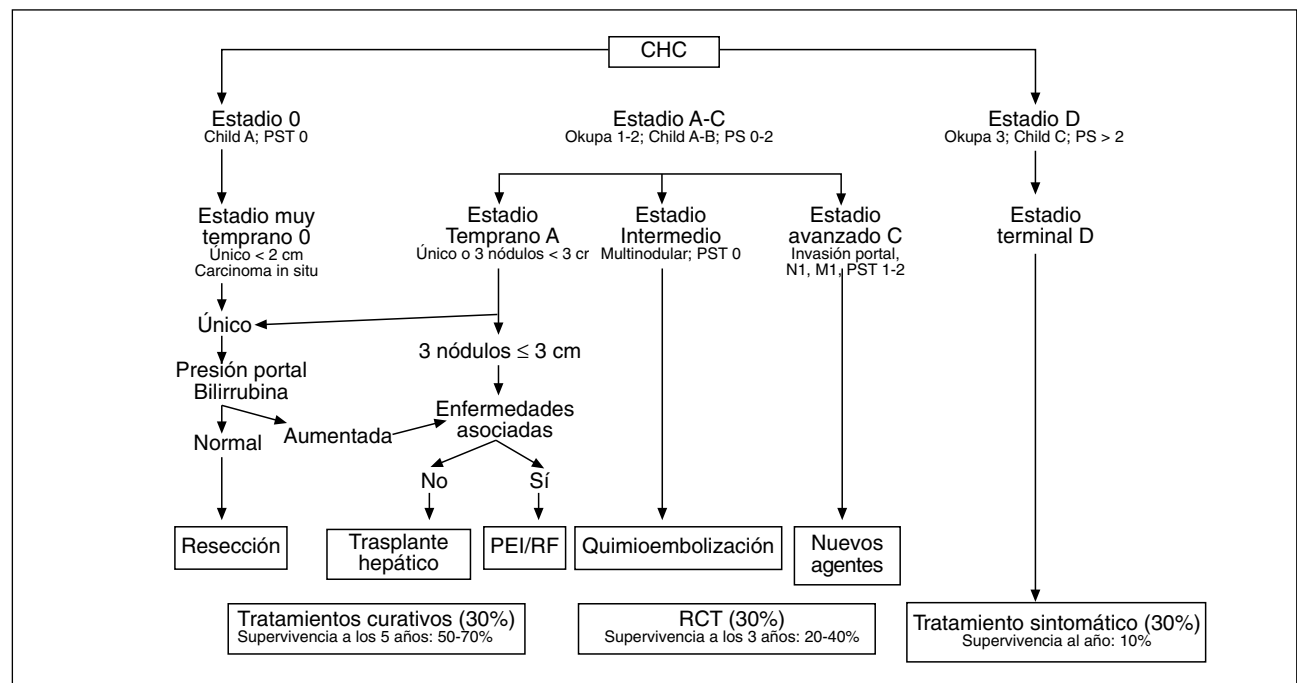 CHC
Estadio 0
Child A; PST 0
Estadio A-C
Okupa 1-2; Child A-B; PS 0-2
Estadio D
Okupa 3; Child C; PS > 2
Estadio muy
temprano 0
Único < 2 cm
Carcinoma in situ
Estadio
Temprano A
Único o 3 nódulos < 3 cr
Estadio
Intermedio
Multinodular; PST 0
Estadio
avanzado C
Invasión portal,
N1, M1, PST 1-2
Estadio
terminal D
Único
3 nódulos ≤ 3 cm
Presión portal
Bilirrubina
Normal
Aumentada
Enfermedades
asociadas
No
Sí
Resección
Trasplante
hepático
PEI/RF
Quimioembolización
Nuevos
agentes
Tratamientos curativos (30%)
Supervivencia a los 5 años: 50-70%
RCT (30%)
Supervivencia a los 3 años: 20-40%
Tratamiento sintomático (30%)
Supervivencia al año: 10%